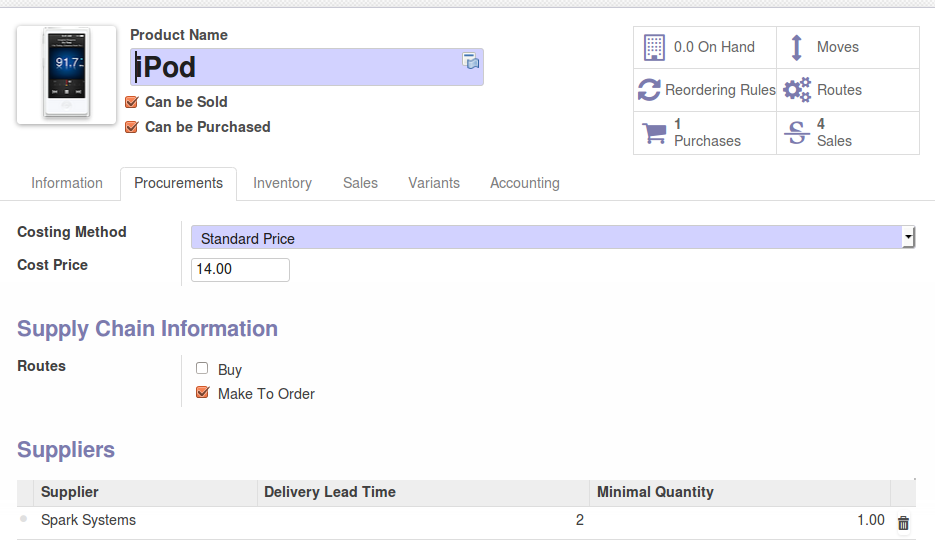 Product Name
iPod
Can be Sold
Can be Purchased
0.0 On Hand
Moves
Reordering Rules
Routes
1
Purchases
4
Sales
91.7
Information Procurements Inventory Sales Variants Accounting
Costing Method Standard Price
Cost Price 14.00
Supply Chain Information
Routes
Buy
Make To Order
Suppliers
Supplier Delivery Lead Time Minimal Quantity
Spark Systems 2 1.00